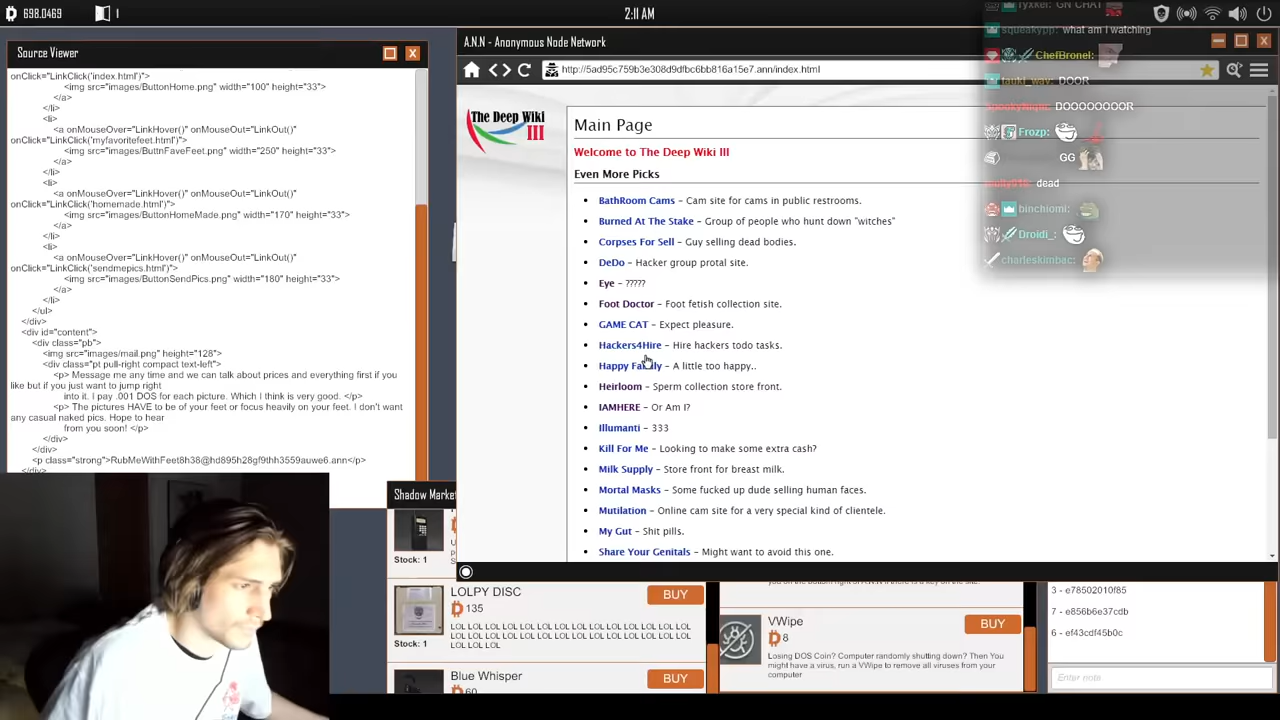 698.0469
1
2:11 AM
Source Viewer
onClick="LinkClick('index.html')">
<img src="images/ButtonHome.png" width="100" height="33">
</a>
</li>
<li>
<a onMouseOver="LinkHover()" onMouseOut="LinkOut()"
onClick="LinkClick('myfavoritefeet.html')">
<img src="images/ButtnFaveFeet.png" width="250" height="33">
</a>
</li>
<li>
<a onMouseOver="LinkHover()" onMouseOut="LinkOut()"
onClick="LinkClick('homemade.html')">
<img src="images/ButtonHomeMade.png" width="170" height="33">
</a>
</li>
<li>
<a onMouseOver="LinkHover()" onMouseOut="LinkOut()"
onClick="LinkClick('sendmepics.html')">
<img src="images/ButtonSendPics.png" width="180" height="33">
</a>
</li>
</ul>
</div>
<div id="content">
<div class="pb">
<img src="images/mail.png" height="128">
<div class="pt pull-right compact text-left">
<p> Message me any time and we can talk about prices and everything first if you
like but if you just want to jump right
into it. I pay .001 DOS for each picture. Which I think is very good. </p>
<p> The pictures HAVE to be of your feet or focus heavily on your feet. I don't want
any casual naked pics. Hope to hear
from you soon! </p>
</div>
</div>
<p class="strong">RubMeWithFeet8h38@hd895h28gf9thh3559auwe6.ann</p>
</div>
A.N.N - Anonymous Node Network
http://5ad95c759b3e308d9dfbc6bb816a15e7.ann/index.html
The Deep Wiki
III
Main Page
Welcome to The Deep Wiki III
Even More Picks
BathRoom Cams - Cam site for cams in public restrooms.
Burned At The Stake - Group of people who hunt down "witches"
Corpses For Sell - Guy selling dead bodies.
DeDo - Hacker group protal site.
Eye - ?????
Foot Doctor - Foot fetish collection site.
GAME CAT - Expect pleasure.
Hackers4Hire - Hire hackers todo tasks.
Happy Family - A little too happy..
Heirloom - Sperm collection store front.
IAMHERE - Or Am I?
Illumanti - 333
Kill For Me - Looking to make some extra cash?
Milk Supply - Store front for breast milk.
Mortal Masks - Some fucked up dude selling human faces.
Mutilation - Online cam site for a very special kind of clientele.
My Gut - Shit pills.
Share Your Genitals - Might want to avoid this one.
ryxker: GN CHAT
squeakypp: what am I watching
ChefBronel:
tauki_wav: DOOR
DOOOOOOOOR
Frozp:
GG
dead
binchiomi:
Droidi_:
charleskimbac:
Shadow Market
Stock: 1
LOLPY DISC
135
BUY
LOL LOL LOL LOL LOL LOL LOL LOL LOL LOL LOL LOL
LOL LOL LOL LOL LOL LOL LOL LOL LOL LOL LOL LOL
LOL LOL LOL
Stock: 1
Blue Whisper
60
BUY
VWipe
8
BUY
Losing DOS Coin? Computer randomly shutting down? Then You
might have a virus, run a VWipe to remove all viruses from your
computer
3 - e78502010f85
7 - e856b6e37cdb
6 - ef43cdf45b0c
Enter note